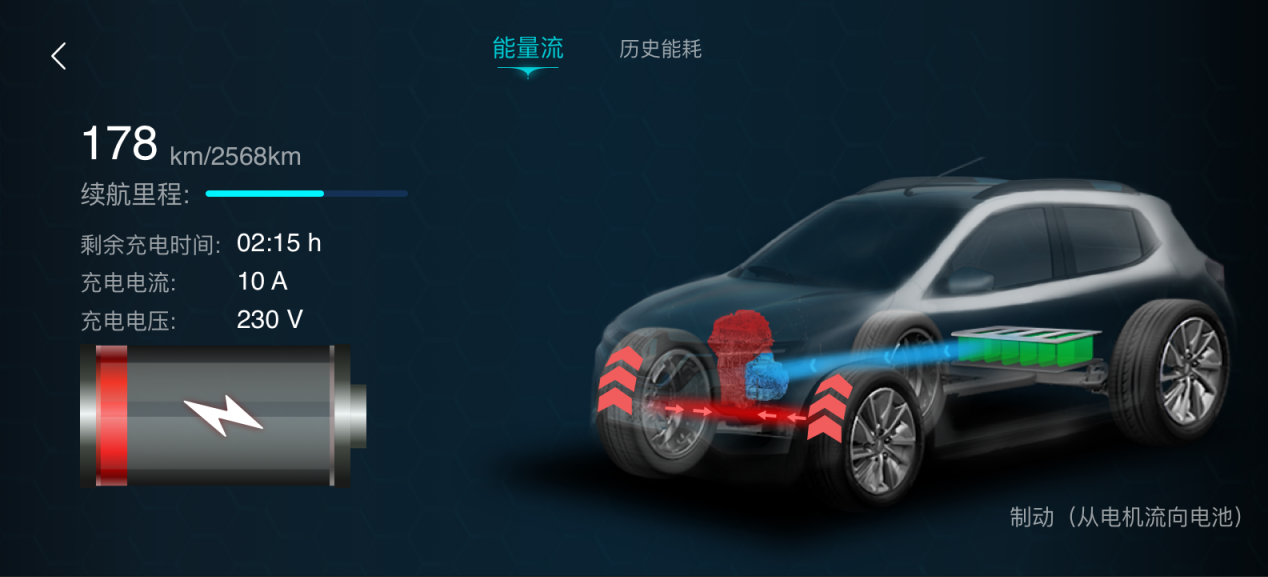 能量流 历史能耗
178 km/2568km
续航里程:
剩余充电时间: 02:15 h
充电电流: 10 A
充电电压: 230 V
制动（从电机流向电池）